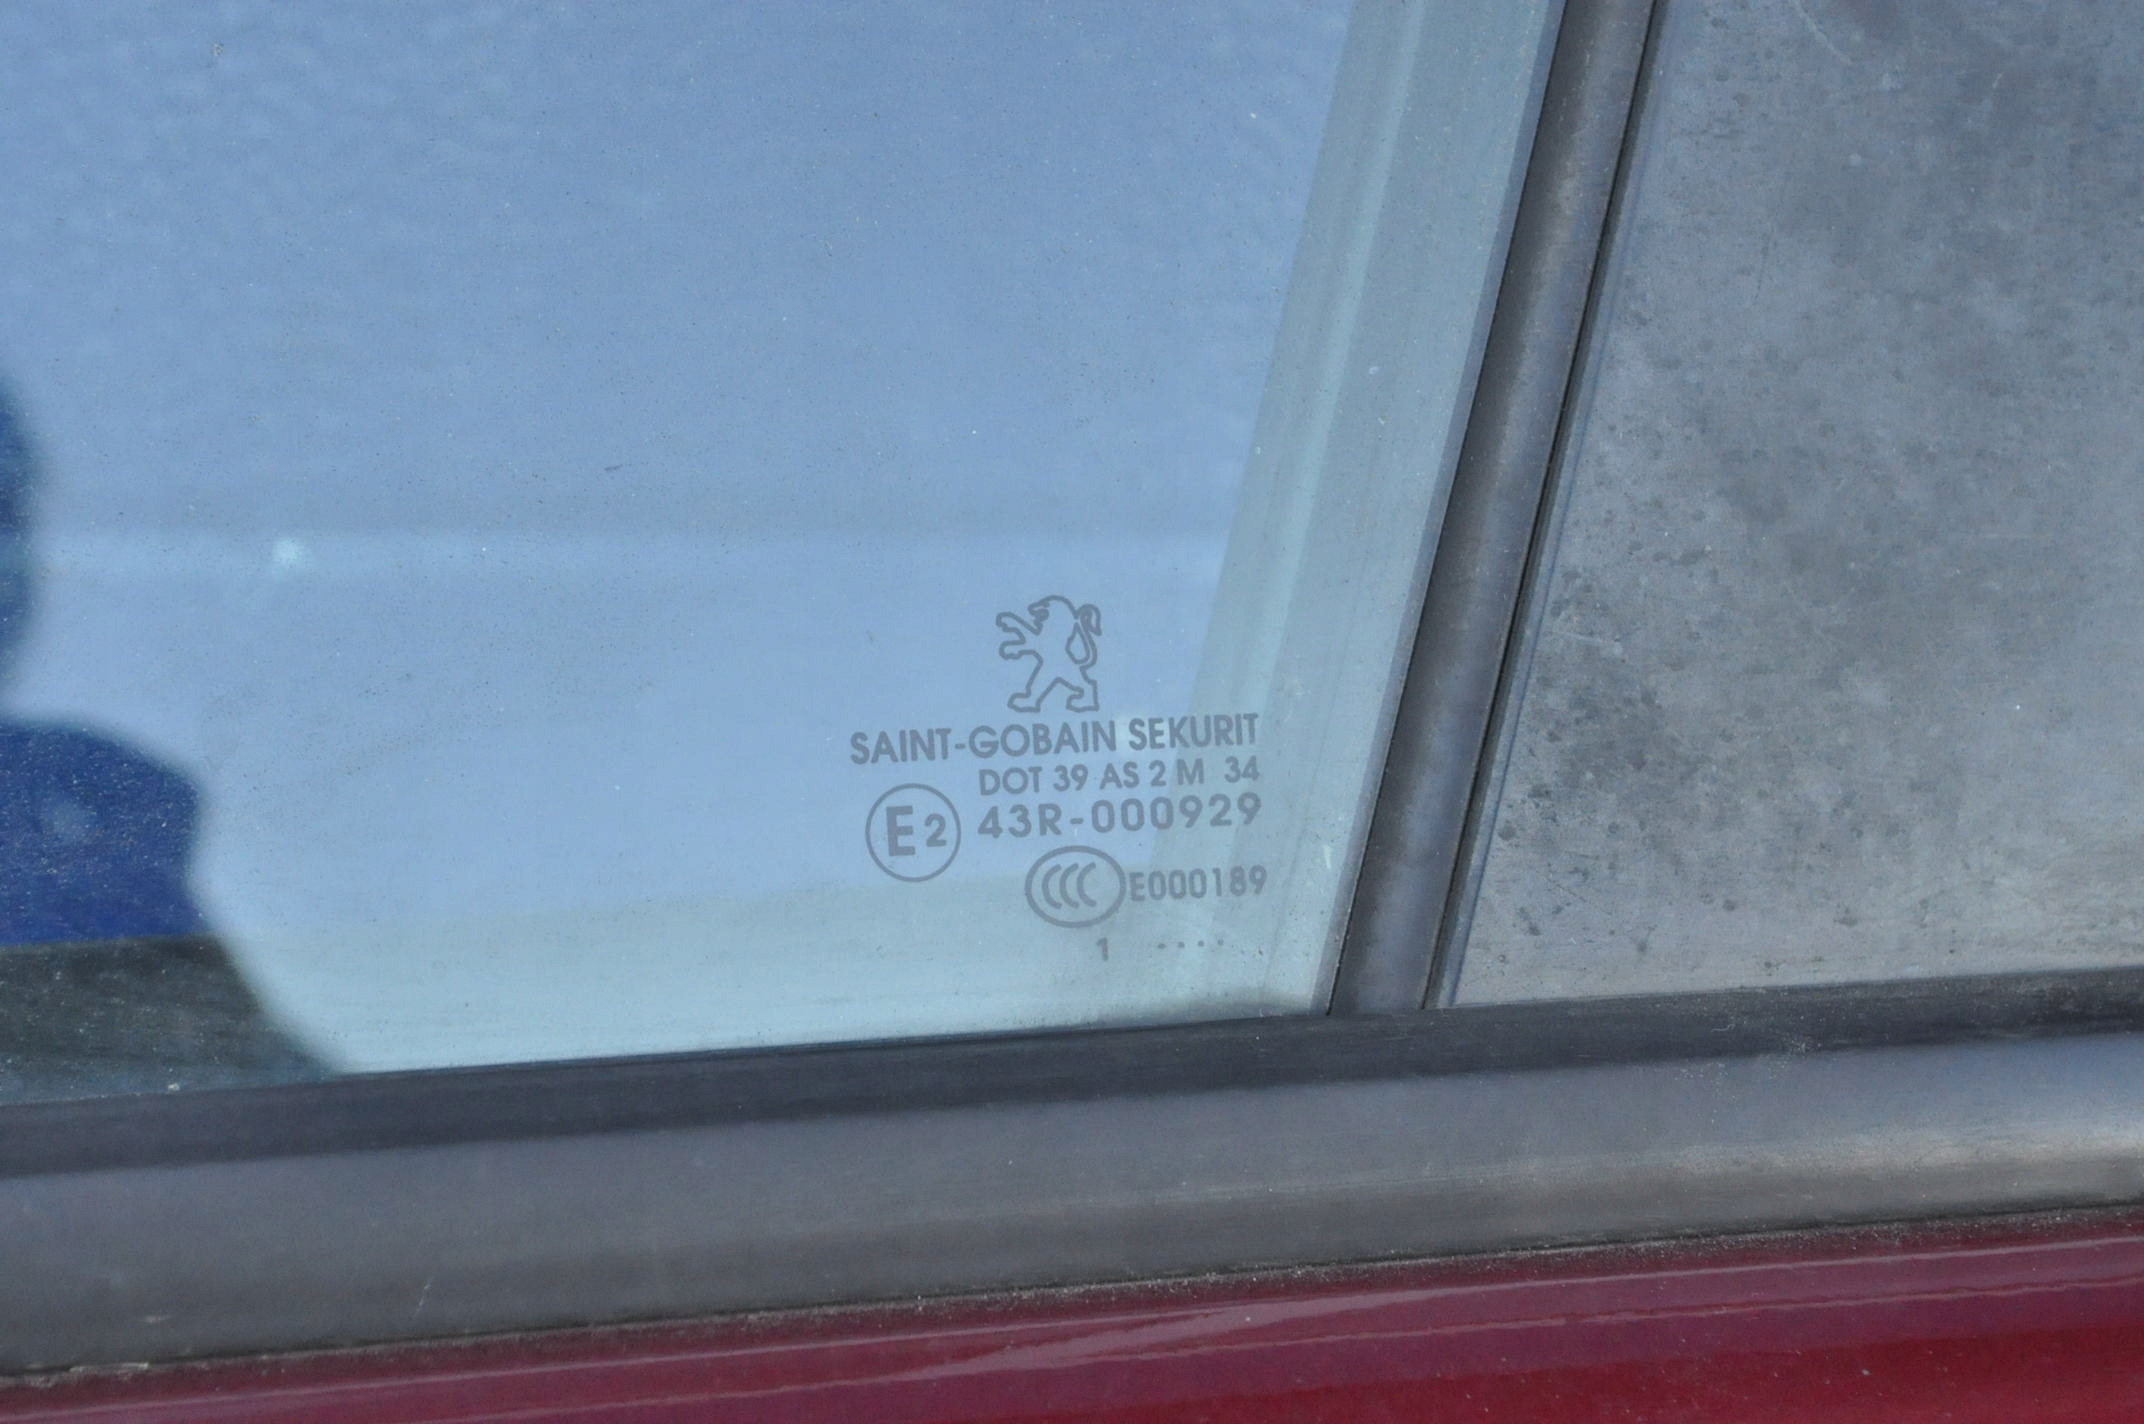 SAINT-GOBAIN SEKURIT
DOT 39 AS 2 M 34
E2 43R-000929
CCC E000189
1 ....